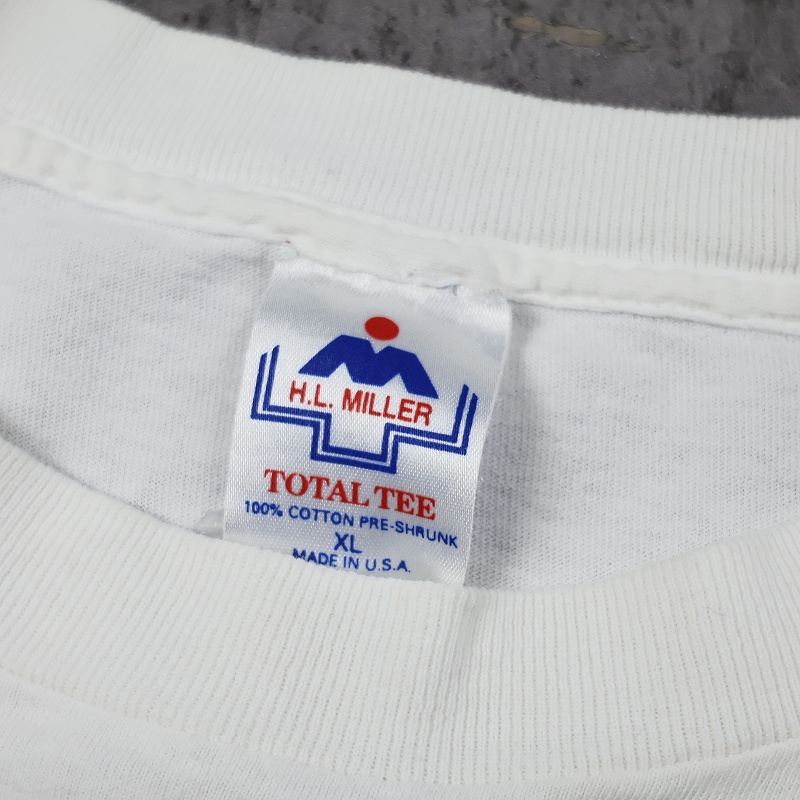 H.L. MILLER
TOTAL TEE
100% COTTON PRE-SHRUNK
XL
MADE IN U.S.A.